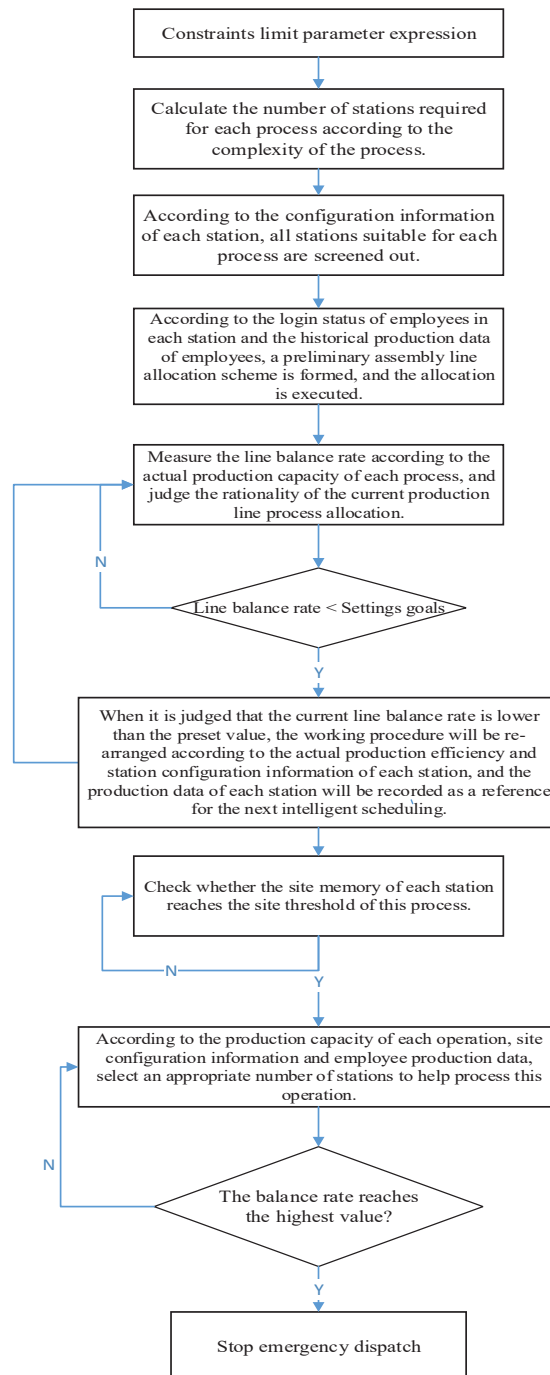 Constraints limit parameter expression
Calculate the number of stations required
for each process according to the
complexity of the process.
According to the configuration information
of each station, all stations suitable for each
process are screened out.
According to the login status of employees in
each station and the historical production data
of employees, a preliminary assembly line
allocation scheme is formed, and the allocation
is executed.
Measure the line balance rate according to the
actual production capacity of each process, and
judge the rationality of the current production
line process allocation.
N
Line balance rate < Settings goals
Y
When it is judged that the current line balance rate is lower
than the preset value, the working procedure will be re-
arranged according to the actual production efficiency and
station configuration information of each station, and the
production data of each station will be recorded as a reference
for the next intelligent scheduling.
Check whether the site memory of each station
reaches the site threshold of this process.
N
Y
According to the production capacity of each operation, site
configuration information and employee production data,
select an appropriate number of stations to help process this
operation.
N
The balance rate reaches
the highest value?
Y
Stop emergency dispatch